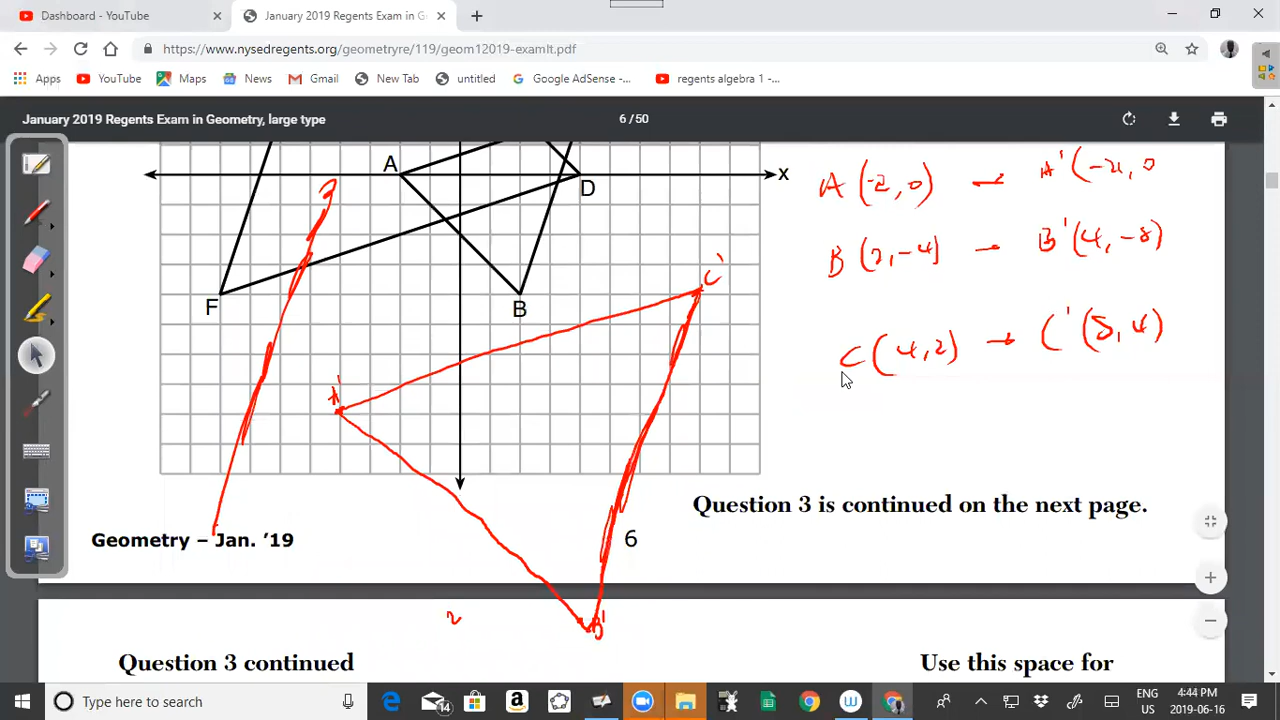 Dashboard - YouTube
January 2019 Regents Exam in Ge
https://www.nysedregents.org/geometryre/119/geom12019-examlt.pdf
Apps
YouTube
Maps
News
Gmail
New Tab
untitled
Google AdSense -...
regents algebra 1 -...
January 2019 Regents Exam in Geometry, large type
6 / 50
A
D
x
F
B
A'
C'
B'
2
A (-2, 0) → A' (-4, 0
B (2, -4) → B' (4, -8)
C (4, 2) → C' (8, 4)
Question 3 is continued on the next page.
Geometry – Jan. '19
6
Question 3 continued
Use this space for
Type here to search
14
ENG
US
4:44 PM
2019-06-16